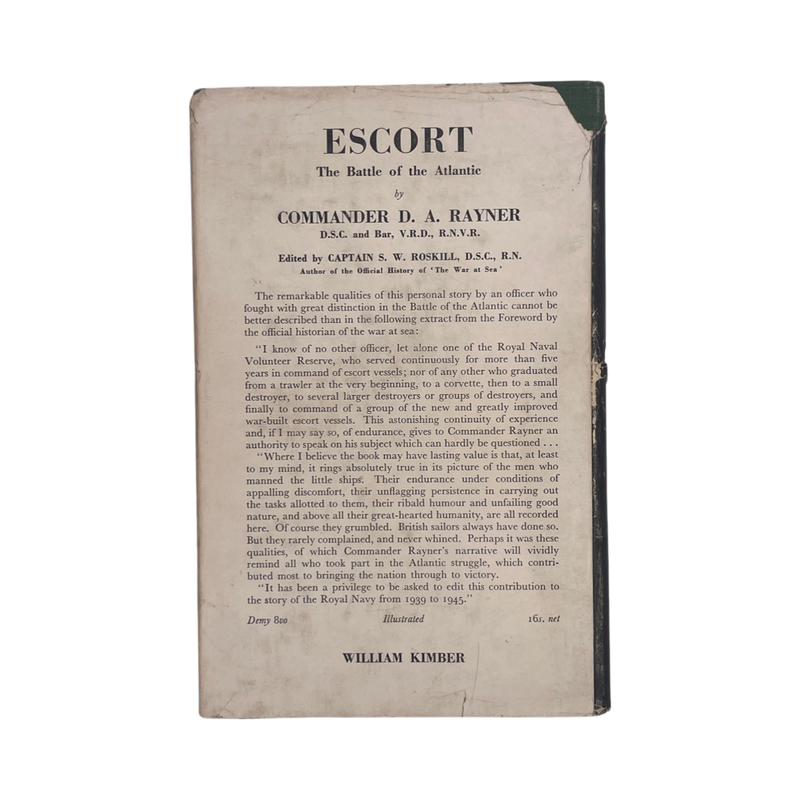 ESCORT
The Battle of the Atlantic
by
COMMANDER D. A. RAYNER
D.S.C. and Bar, V.R.D., R.N.V.R.
Edited by CAPTAIN S. W. ROSKILL, D.S.C., R.N.
Author of the Official History of 'The War at Sea'
The remarkable qualities of this personal story by an officer who
fought with great distinction in the Battle of the Atlantic cannot be
better described than in the following extract from the Foreword by
the official historian of the war at sea:
"I know of no other officer, let alone one of the Royal Naval
Volunteer Reserve, who served continuously for more than five
years in command of escort vessels; nor of any other who graduated
from a trawler at the very beginning, to a corvette, then to a small
destroyer, to several larger destroyers or groups of destroyers, and
finally to command of a group of the new and greatly improved
war-built escort vessels. This astonishing continuity of experience
and, if I may say so, of endurance, gives to Commander Rayner an
authority to speak on his subject which can hardly be questioned . . .
"Where I believe the book may have lasting value is that, at least
to my mind, it rings absolutely true in its picture of the men who
manned the little ships. Their endurance under conditions of
appalling discomfort, their unflagging persistence in carrying out
the tasks allotted to them, their ribald humour and unfailing good
nature, and above all their great-hearted humanity, are all recorded
here. Of course they grumbled. British sailors always have done so.
But they rarely complained, and never whined. Perhaps it was these
qualities, of which Commander Rayner's narrative will vividly
remind all who took part in the Atlantic struggle, which contri-
buted most to bringing the nation through to victory.
"It has been a privilege to be asked to edit this contribution to
the story of the Royal Navy from 1939 to 1945."
Demy 8vo Illustrated 16s. net
WILLIAM KIMBER